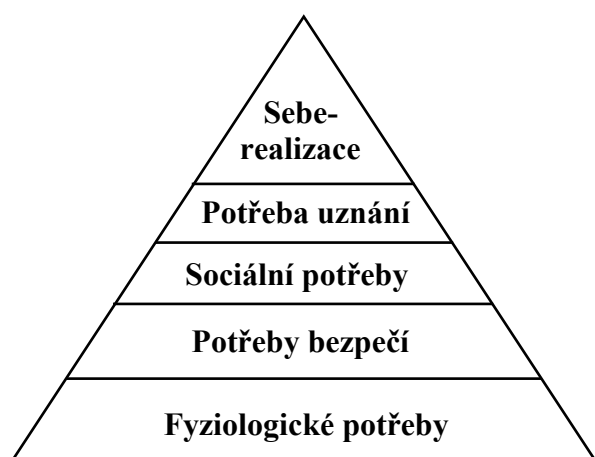 Sebe-
realizace
Potřeba uznání
Sociální potřeby
Potřeby bezpečí
Fyziologické potřeby